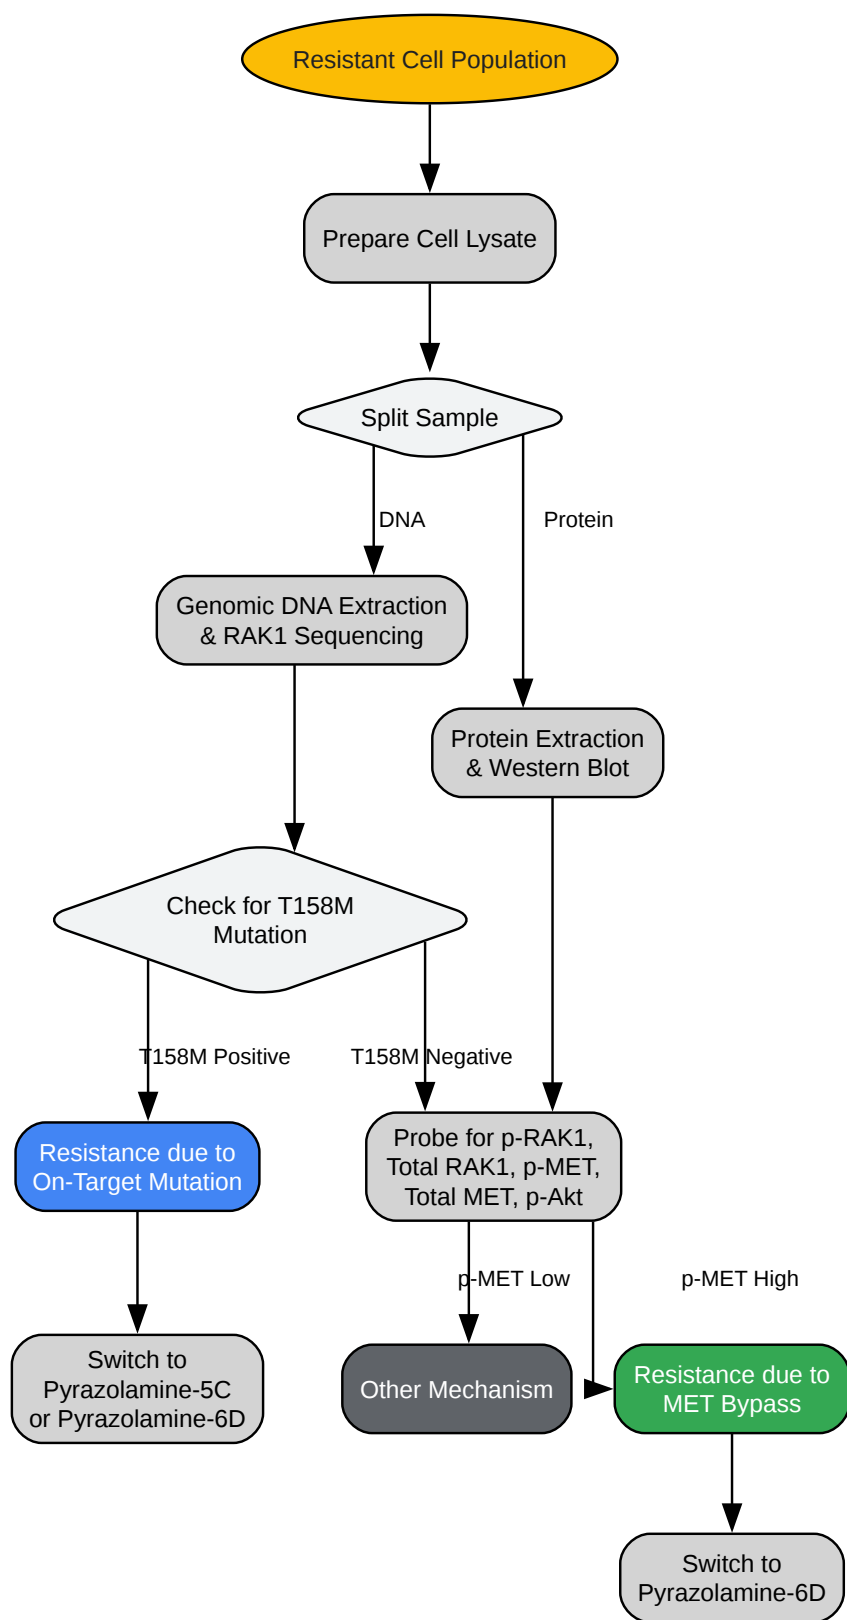 Resistant Cell Population
Prepare Cell Lysate
Split Sample
DNA
Protein
Genomic DNA Extraction
& RAK1 Sequencing
Protein Extraction
& Western Blot
Check for T158M
Mutation
T158M Positive
T158M Negative
Resistance due to
On-Target Mutation
Probe for p-RAK1,
Total RAK1, p-MET,
Total MET, p-Akt
p-MET Low
p-MET High
Switch to
Pyrazolamine-5C
or Pyrazolamine-6D
Other Mechanism
Resistance due to
MET Bypass
Switch to
Pyrazolamine-6D